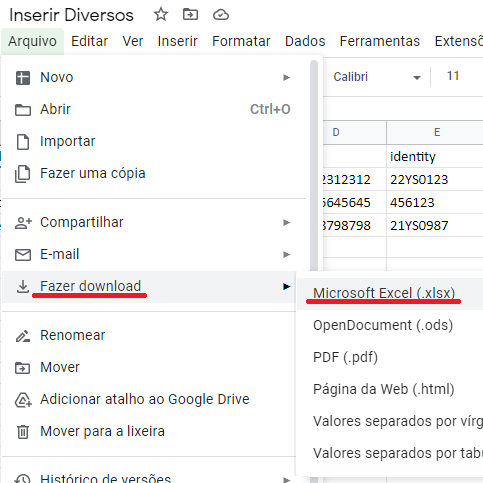 Inserir Diversos
Arquivo Editar Ver Inserir Formatar Dados Ferramentas
Novo
Calibri 11
Abrir Ctrl+O
D E
Importar
identity
Fazer uma cópia
2312312 22YS0123
5645645 456123
3798798 21YS0987
Compartilhar
E-mail
Fazer download
Microsoft Excel (.xlsx)
OpenDocument (.ods)
Renomear
PDF (.pdf)
Mover
Página da Web (.html)
Adicionar atalho ao Google Drive
Valores separados por
Mover para a lixeira
Valores separados por
Histórico de versões